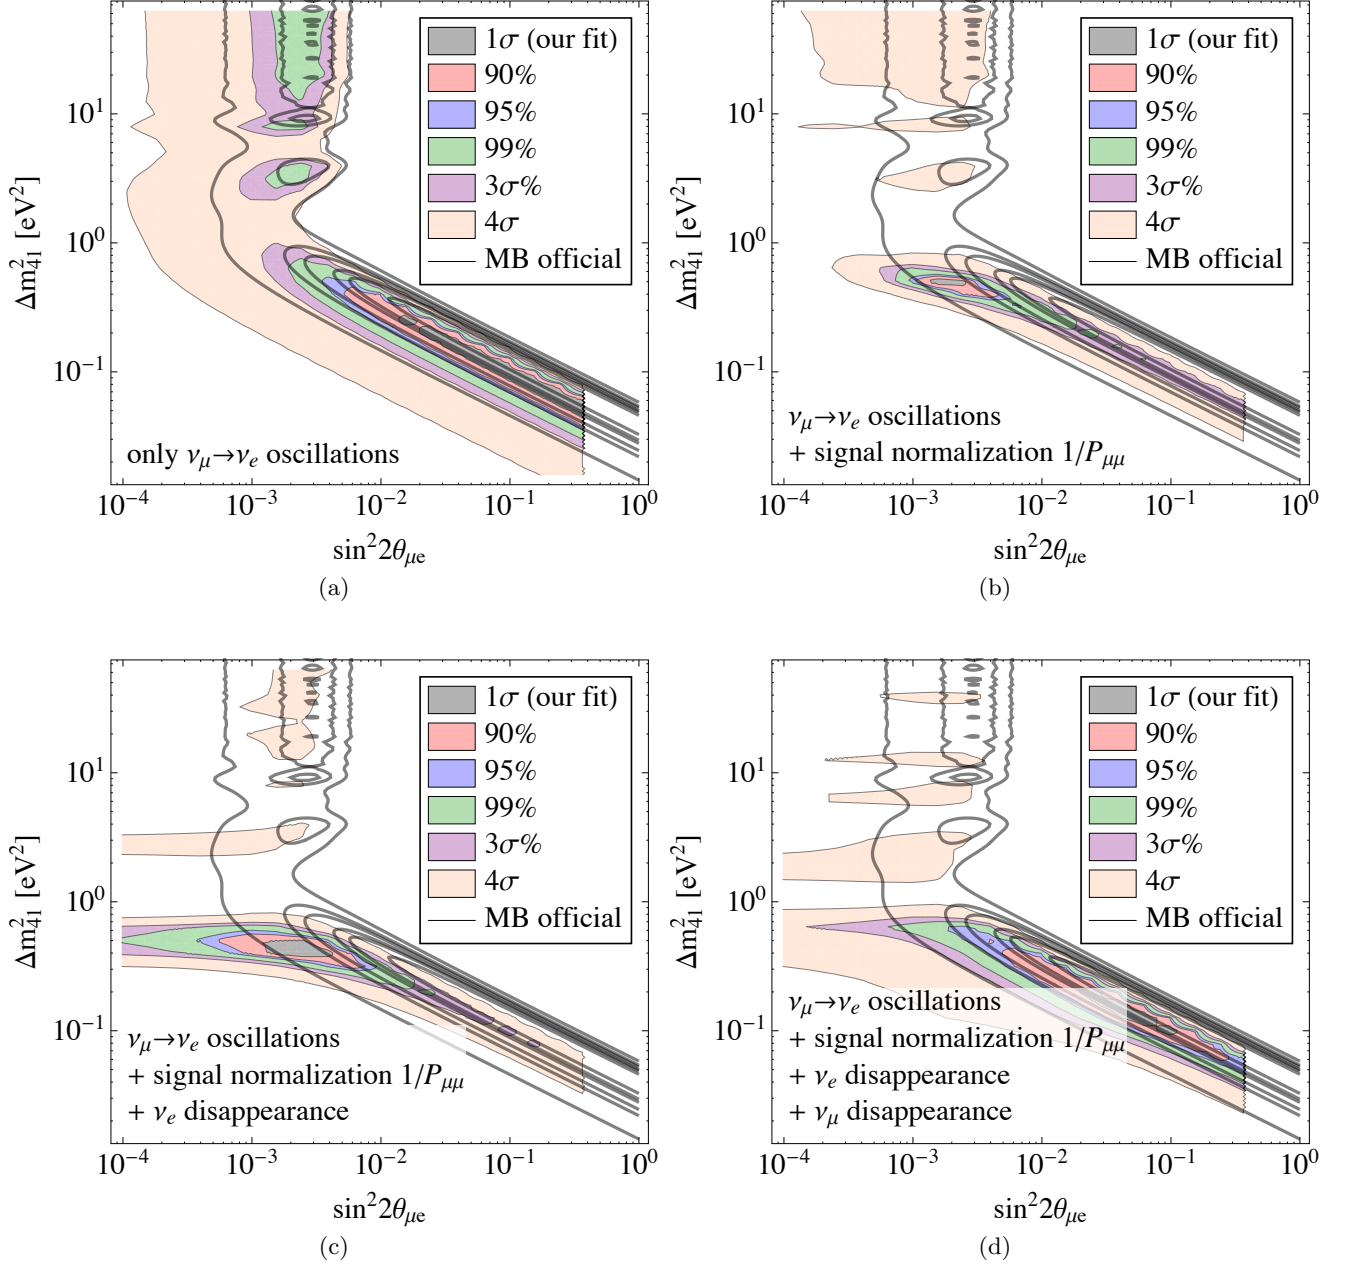 1σ (our fit)
90%
95%
99%
3σ%
4σ
MB official
10¹
10⁰
10⁻¹
Δm²₄₁ [eV²]
only νμ→νe oscillations
10⁻⁴ 10⁻³ 10⁻² 10⁻¹ 10⁰
sin²2θμe
(a)
1σ (our fit)
90%
95%
99%
3σ%
4σ
MB official
10¹
10⁰
10⁻¹
Δm²₄₁ [eV²]
νμ→νe oscillations
+ signal normalization 1/Pμμ
10⁻⁴ 10⁻³ 10⁻² 10⁻¹ 10⁰
sin²2θμe
(b)
1σ (our fit)
90%
95%
99%
3σ%
4σ
MB official
10¹
10⁰
10⁻¹
Δm²₄₁ [eV²]
νμ→νe oscillations
+ signal normalization 1/Pμμ
+ νe disappearance
10⁻⁴ 10⁻³ 10⁻² 10⁻¹ 10⁰
sin²2θμe
(c)
1σ (our fit)
90%
95%
99%
3σ%
4σ
MB official
10¹
10⁰
10⁻¹
Δm²₄₁ [eV²]
νμ→νe oscillations
+ signal normalization 1/Pμμ
+ νe disappearance
+ νμ disappearance
10⁻⁴ 10⁻³ 10⁻² 10⁻¹ 10⁰
sin²2θμe
(d)